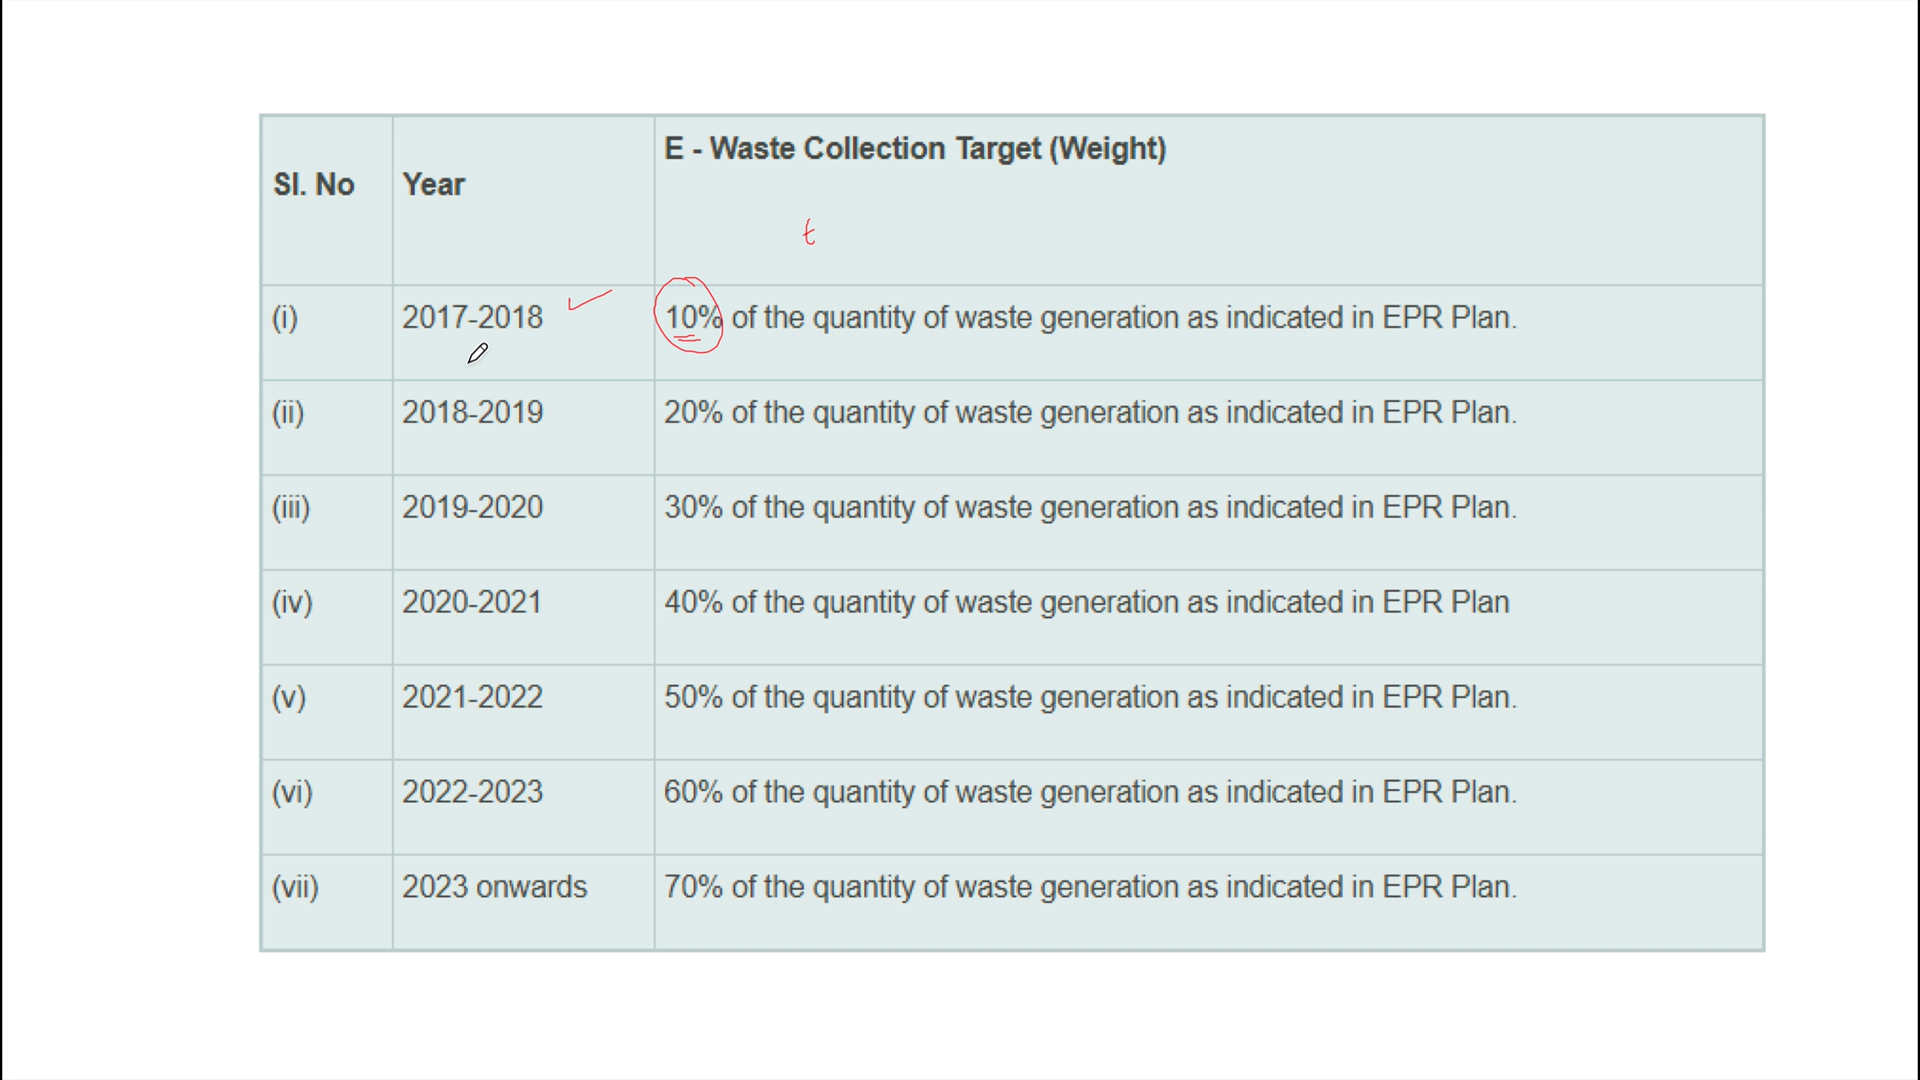 E - Waste Collection Target (Weight)
Sl. No Year
t
(i) 2017-2018 10% of the quantity of waste generation as indicated in EPR Plan.
(ii) 2018-2019 20% of the quantity of waste generation as indicated in EPR Plan.
(iii) 2019-2020 30% of the quantity of waste generation as indicated in EPR Plan.
(iv) 2020-2021 40% of the quantity of waste generation as indicated in EPR Plan
(v) 2021-2022 50% of the quantity of waste generation as indicated in EPR Plan.
(vi) 2022-2023 60% of the quantity of waste generation as indicated in EPR Plan.
(vii) 2023 onwards 70% of the quantity of waste generation as indicated in EPR Plan.